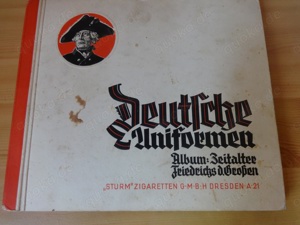 Deutsche
Uniformen
Album: Zeitalter
Friedrichs d. Großen
„STURM" ZIGARETTEN G·M·B·H DRESDEN-A·21